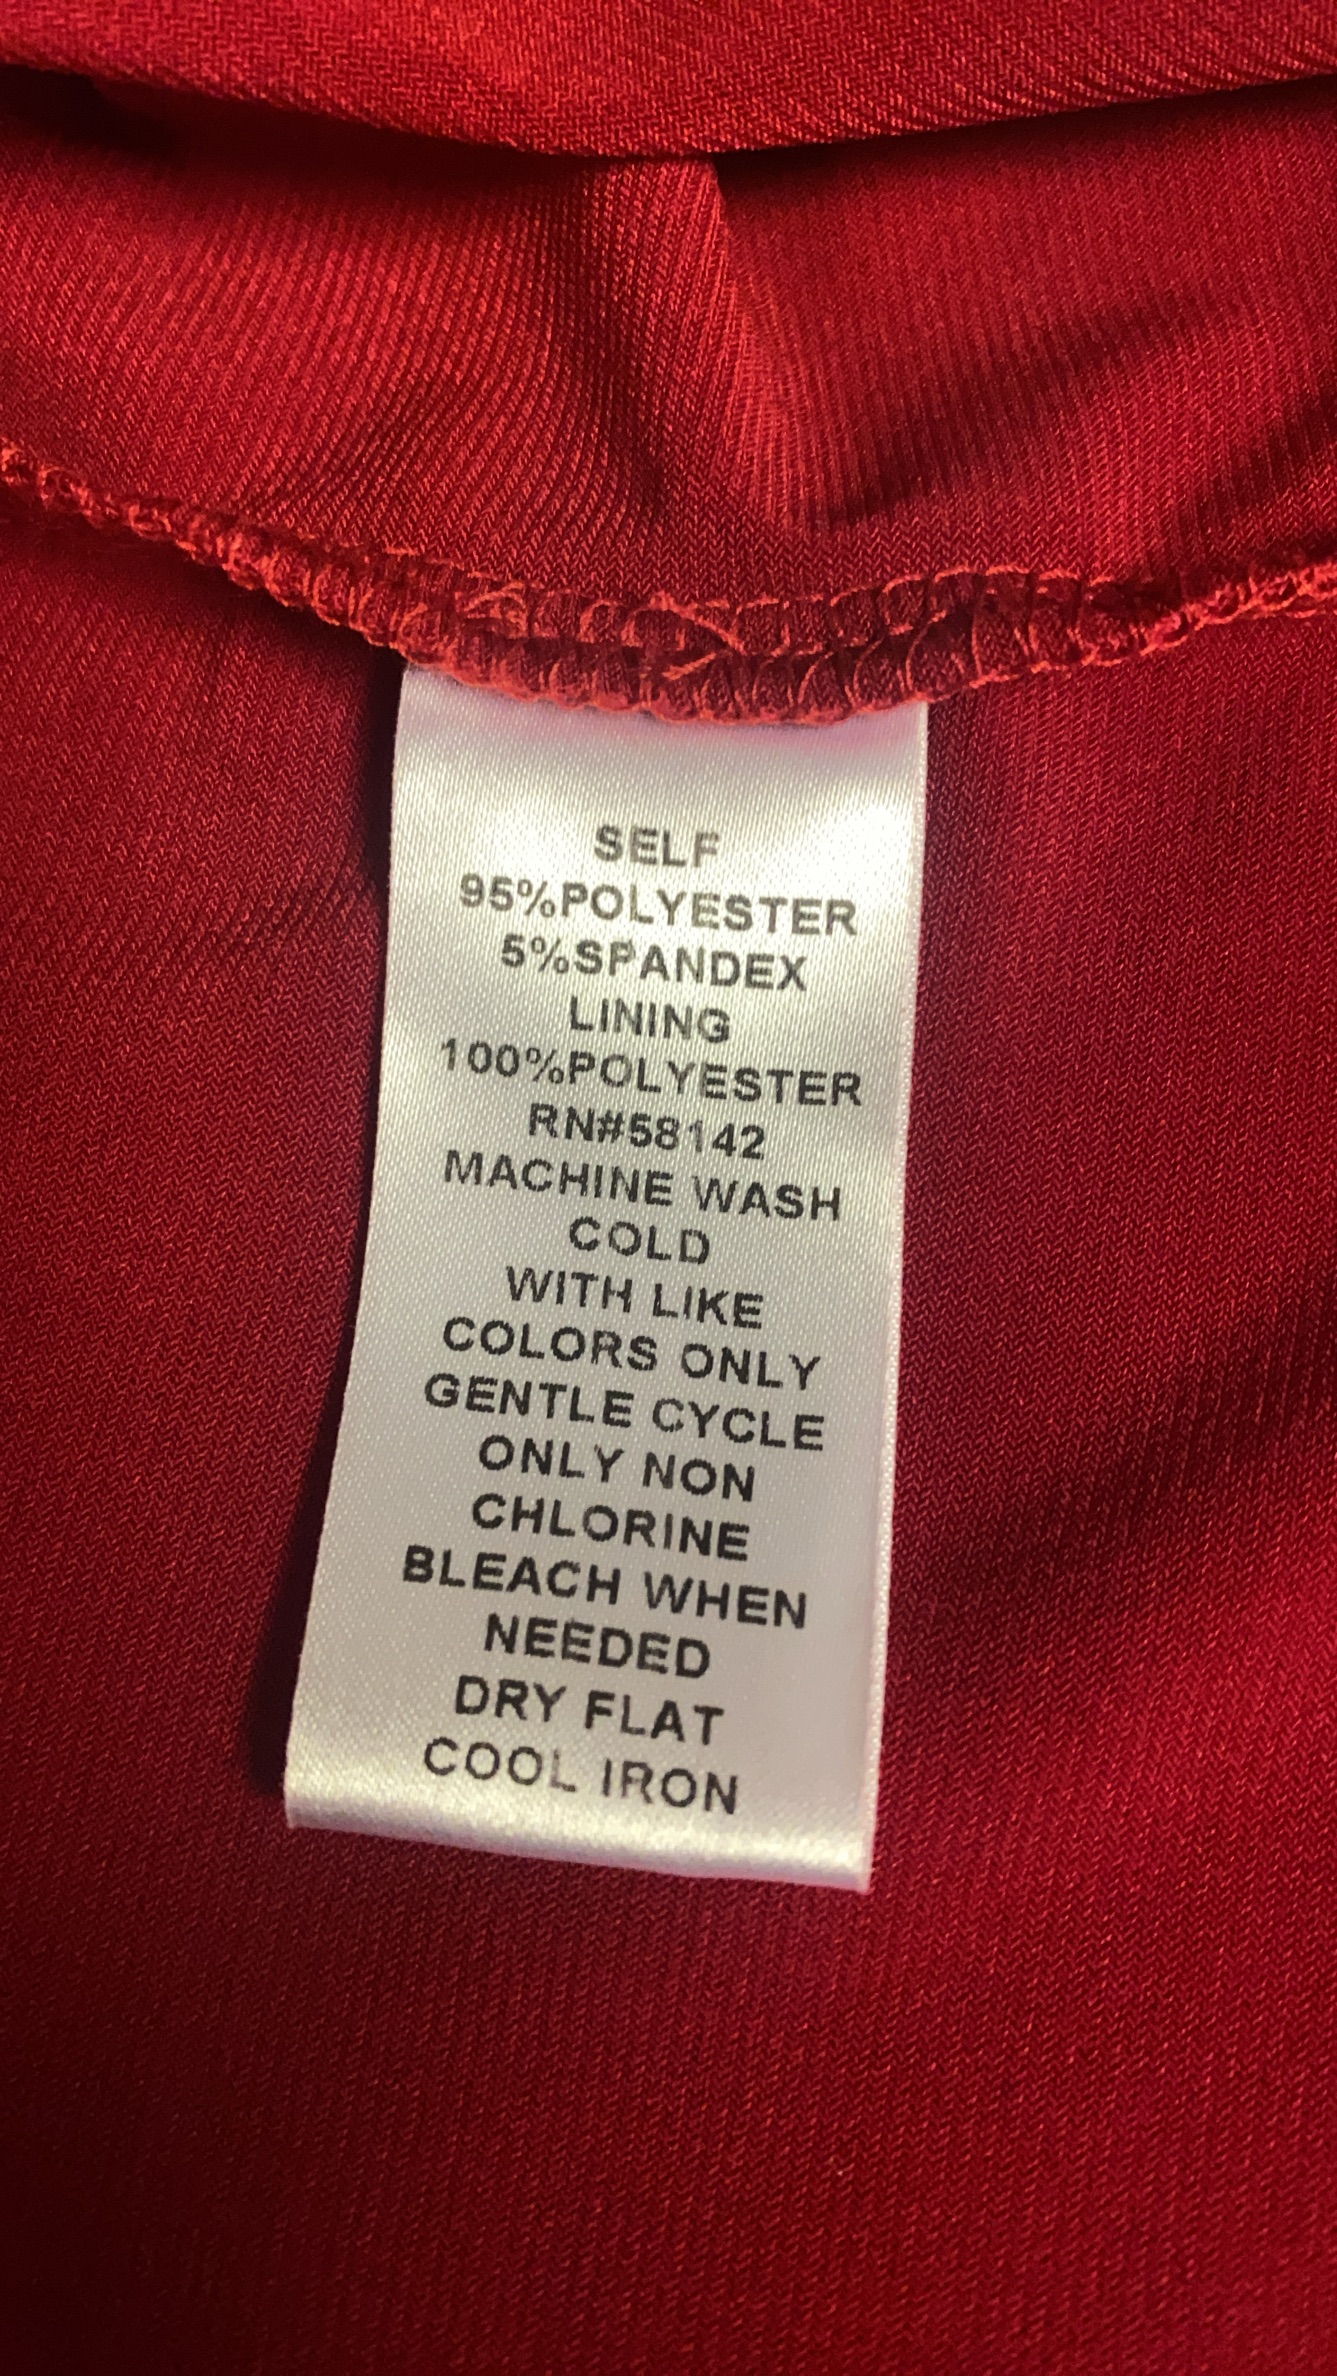 SELF
95%POLYESTER
5%SPANDEX
LINING
100%POLYESTER
RN#58142
MACHINE WASH
COLD
WITH LIKE
COLORS ONLY
GENTLE CYCLE
ONLY NON
CHLORINE
BLEACH WHEN
NEEDED
DRY FLAT
COOL IRON